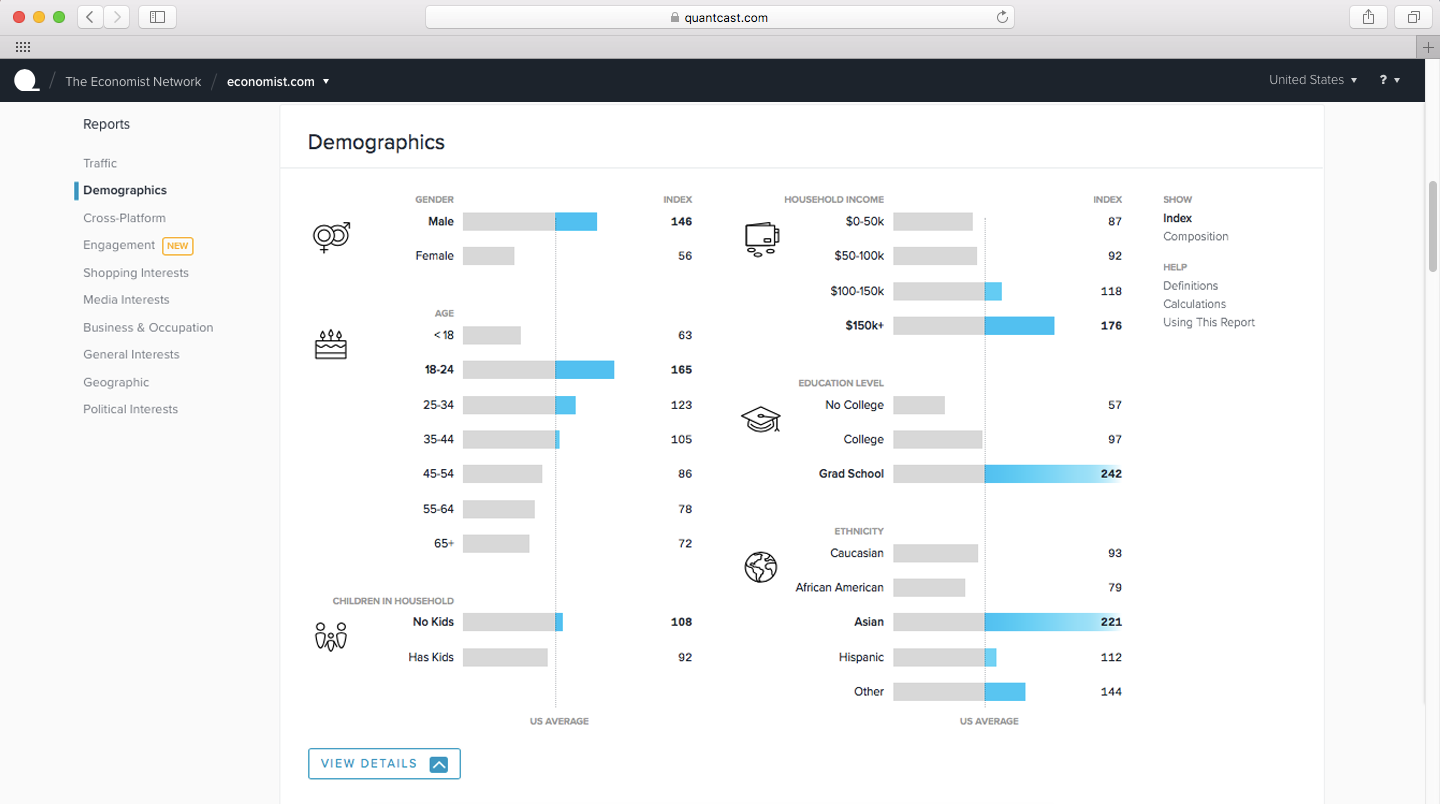 quantcast.com
The Economist Network / economist.com
United States
?
Reports
Traffic
Demographics
Cross-Platform
Engagement NEW
Shopping Interests
Media Interests
Business & Occupation
General Interests
Geographic
Political Interests
Demographics
GENDER INDEX
Male 146
Female 56
AGE
< 18 63
18-24 165
25-34 123
35-44 105
45-54 86
55-64 78
65+ 72
CHILDREN IN HOUSEHOLD
No Kids 108
Has Kids 92
US AVERAGE
HOUSEHOLD INCOME INDEX
$0-50k 87
$50-100k 92
$100-150k 118
$150k+ 176
EDUCATION LEVEL
No College 57
College 97
Grad School 242
ETHNICITY
Caucasian 93
African American 79
Asian 221
Hispanic 112
Other 144
US AVERAGE
SHOW
Index
Composition
HELP
Definitions
Calculations
Using This Report
VIEW DETAILS